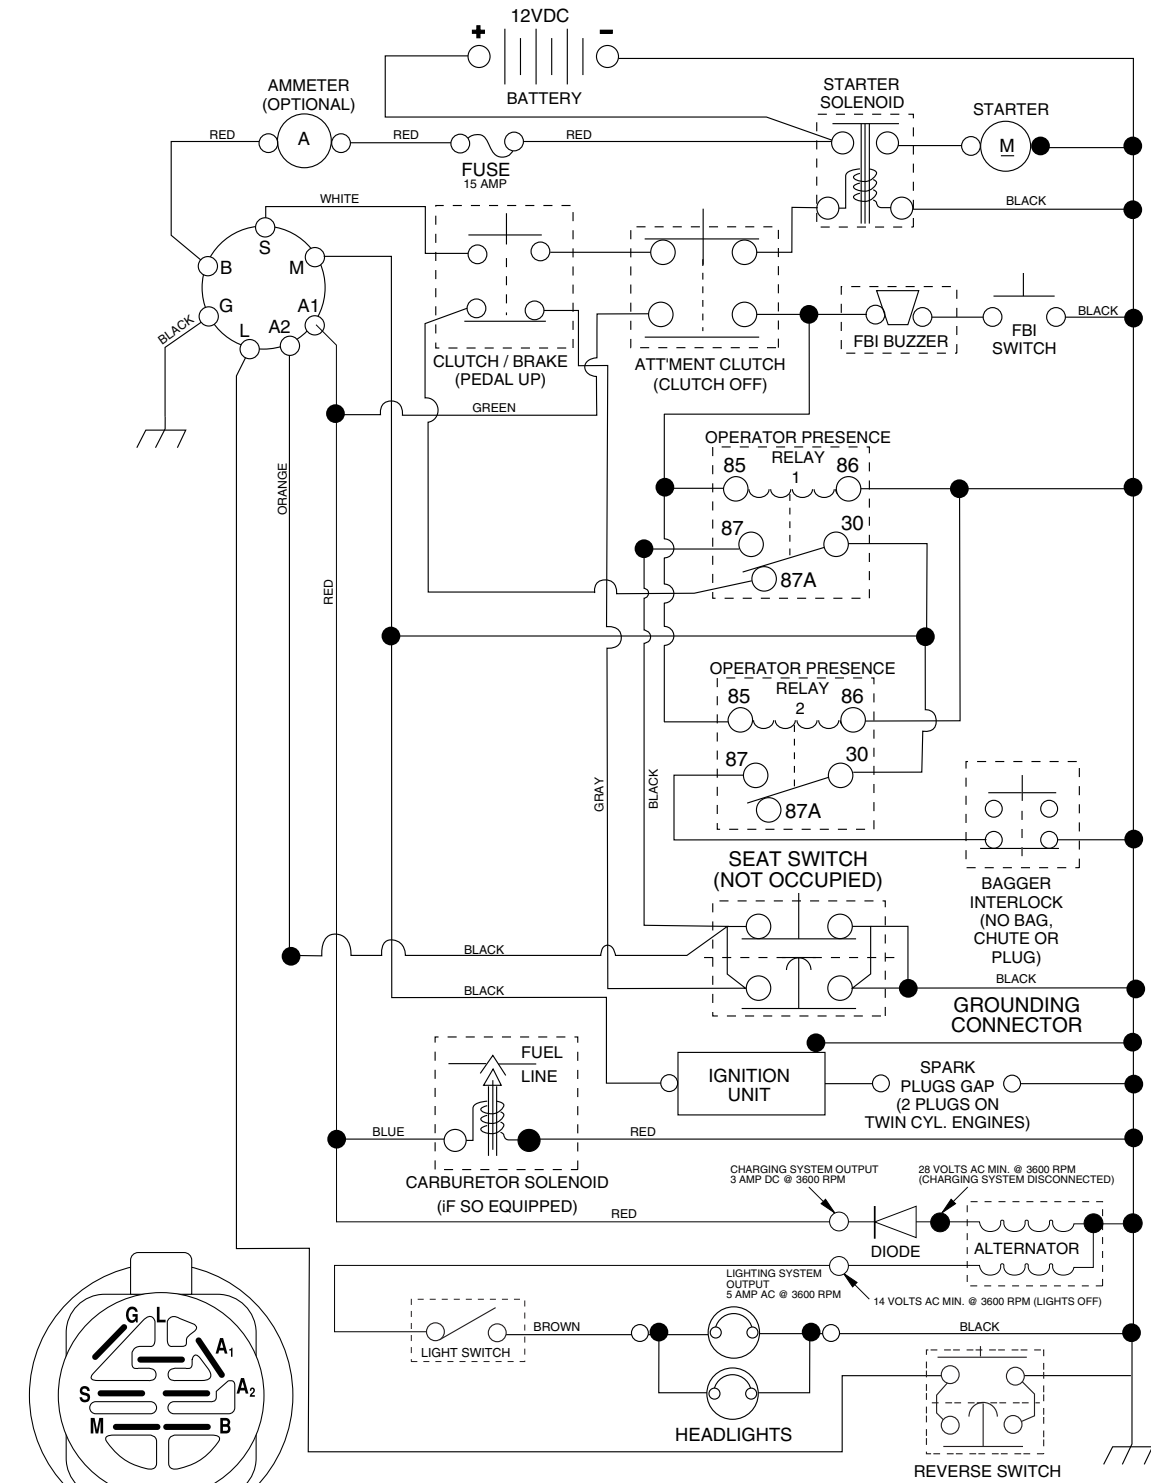 12VDC
+
-
BATTERY
AMMETER
(OPTIONAL)
A
RED
RED
RED
FUSE
15 AMP
STARTER
SOLENOID
STARTER
M
BLACK
WHITE
S
B
M
G
A1
L
A2
BLACK
CLUTCH / BRAKE
(PEDAL UP)
ATT'MENT CLUTCH
(CLUTCH OFF)
FBI BUZZER
FBI
SWITCH
BLACK
GREEN
ORANGE
RED
OPERATOR PRESENCE
RELAY
1
85
86
87
30
87A
OPERATOR PRESENCE
RELAY
2
85
86
87
30
87A
GRAY
BLACK
SEAT SWITCH
(NOT OCCUPIED)
BAGGER
INTERLOCK
(NO BAG,
CHUTE OR
PLUG)
BLACK
BLACK
BLACK
GROUNDING
CONNECTOR
FUEL
LINE
IGNITION
UNIT
SPARK
PLUGS GAP
(2 PLUGS ON
TWIN CYL. ENGINES)
BLUE
RED
CARBURETOR SOLENOID
(iF SO EQUIPPED)
CHARGING SYSTEM OUTPUT
3 AMP DC @ 3600 RPM
28 VOLTS AC MIN. @ 3600 RPM
(CHARGING SYSTEM DISCONNECTED)
RED
DIODE
ALTERNATOR
LIGHTING SYSTEM
OUTPUT
5 AMP AC @ 3600 RPM
14 VOLTS AC MIN. @ 3600 RPM (LIGHTS OFF)
LIGHT SWITCH
BROWN
BLACK
HEADLIGHTS
REVERSE SWITCH
G
L
A1
S
A2
M
B